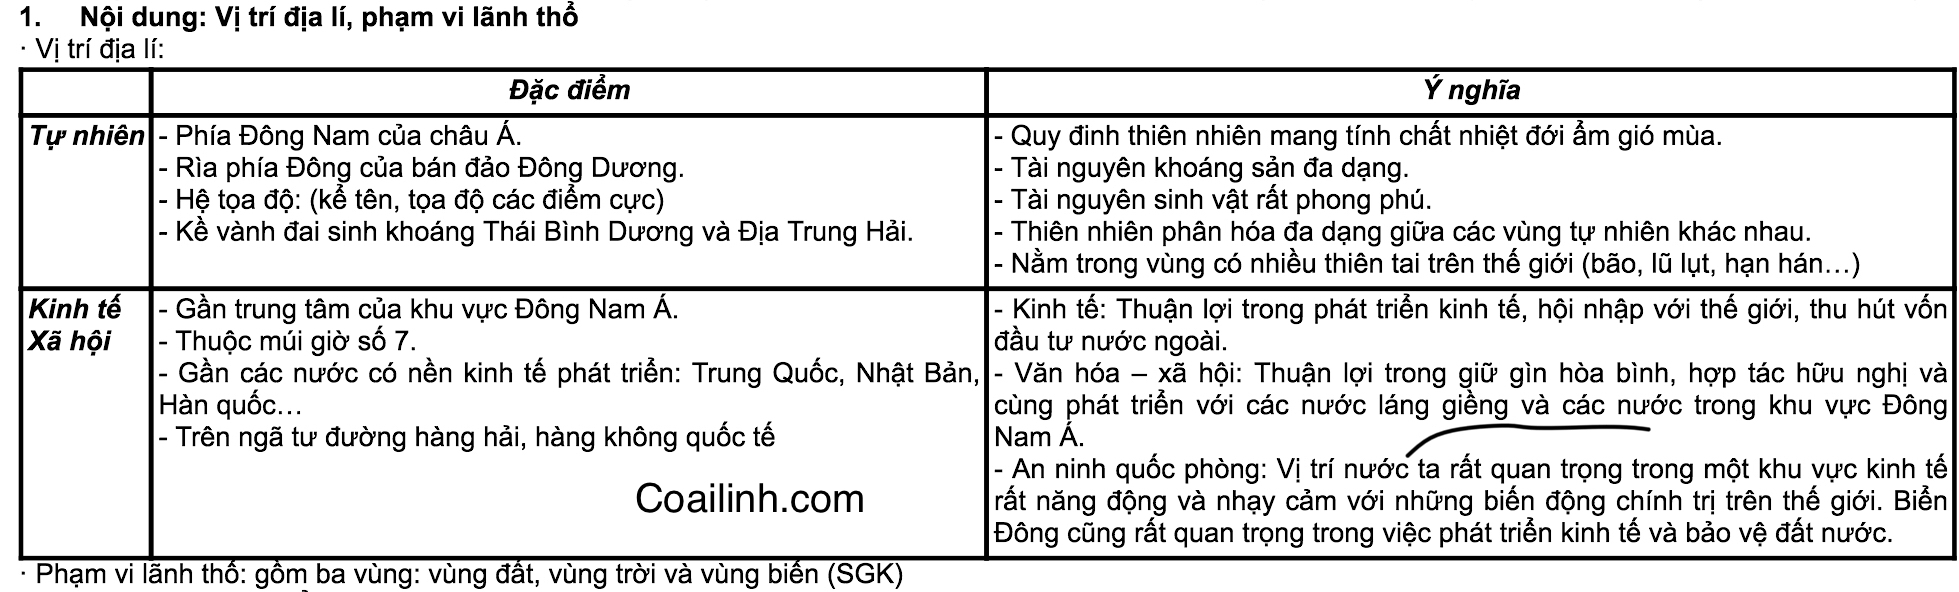 1. Nội dung: Vị trí địa lí, phạm vi lãnh thổ
· Vị trí địa lí:
Đặc điểm
Ý nghĩa
Tự nhiên
- Phía Đông Nam của châu Á.
- Rìa phía Đông của bán đảo Đông Dương.
- Hệ tọa độ: (kể tên, tọa độ các điểm cực)
- Kề vành đai sinh khoáng Thái Bình Dương và Địa Trung Hải.
- Quy đinh thiên nhiên mang tính chất nhiệt đới ẩm gió mùa.
- Tài nguyên khoáng sản đa dạng.
- Tài nguyên sinh vật rất phong phú.
- Thiên nhiên phân hóa đa dạng giữa các vùng tự nhiên khác nhau.
- Nằm trong vùng có nhiều thiên tai trên thế giới (bão, lũ lụt, hạn hán…)
Kinh tế
Xã hội
- Gần trung tâm của khu vực Đông Nam Á.
- Thuộc múi giờ số 7.
- Gần các nước có nền kinh tế phát triển: Trung Quốc, Nhật Bản,
Hàn quốc…
- Trên ngã tư đường hàng hải, hàng không quốc tế
Coailinh.com
- Kinh tế: Thuận lợi trong phát triển kinh tế, hội nhập với thế giới, thu hút vốn
đầu tư nước ngoài.
- Văn hóa – xã hội: Thuận lợi trong giữ gìn hòa bình, hợp tác hữu nghị và
cùng phát triển với các nước láng giềng và các nước trong khu vực Đông
Nam Á.
- An ninh quốc phòng: Vị trí nước ta rất quan trọng trong một khu vực kinh tế
rất năng động và nhạy cảm với những biến động chính trị trên thế giới. Biển
Đông cũng rất quan trọng trong việc phát triển kinh tế và bảo vệ đất nước.
· Phạm vi lãnh thổ: gồm ba vùng: vùng đất, vùng trời và vùng biển (SGK)